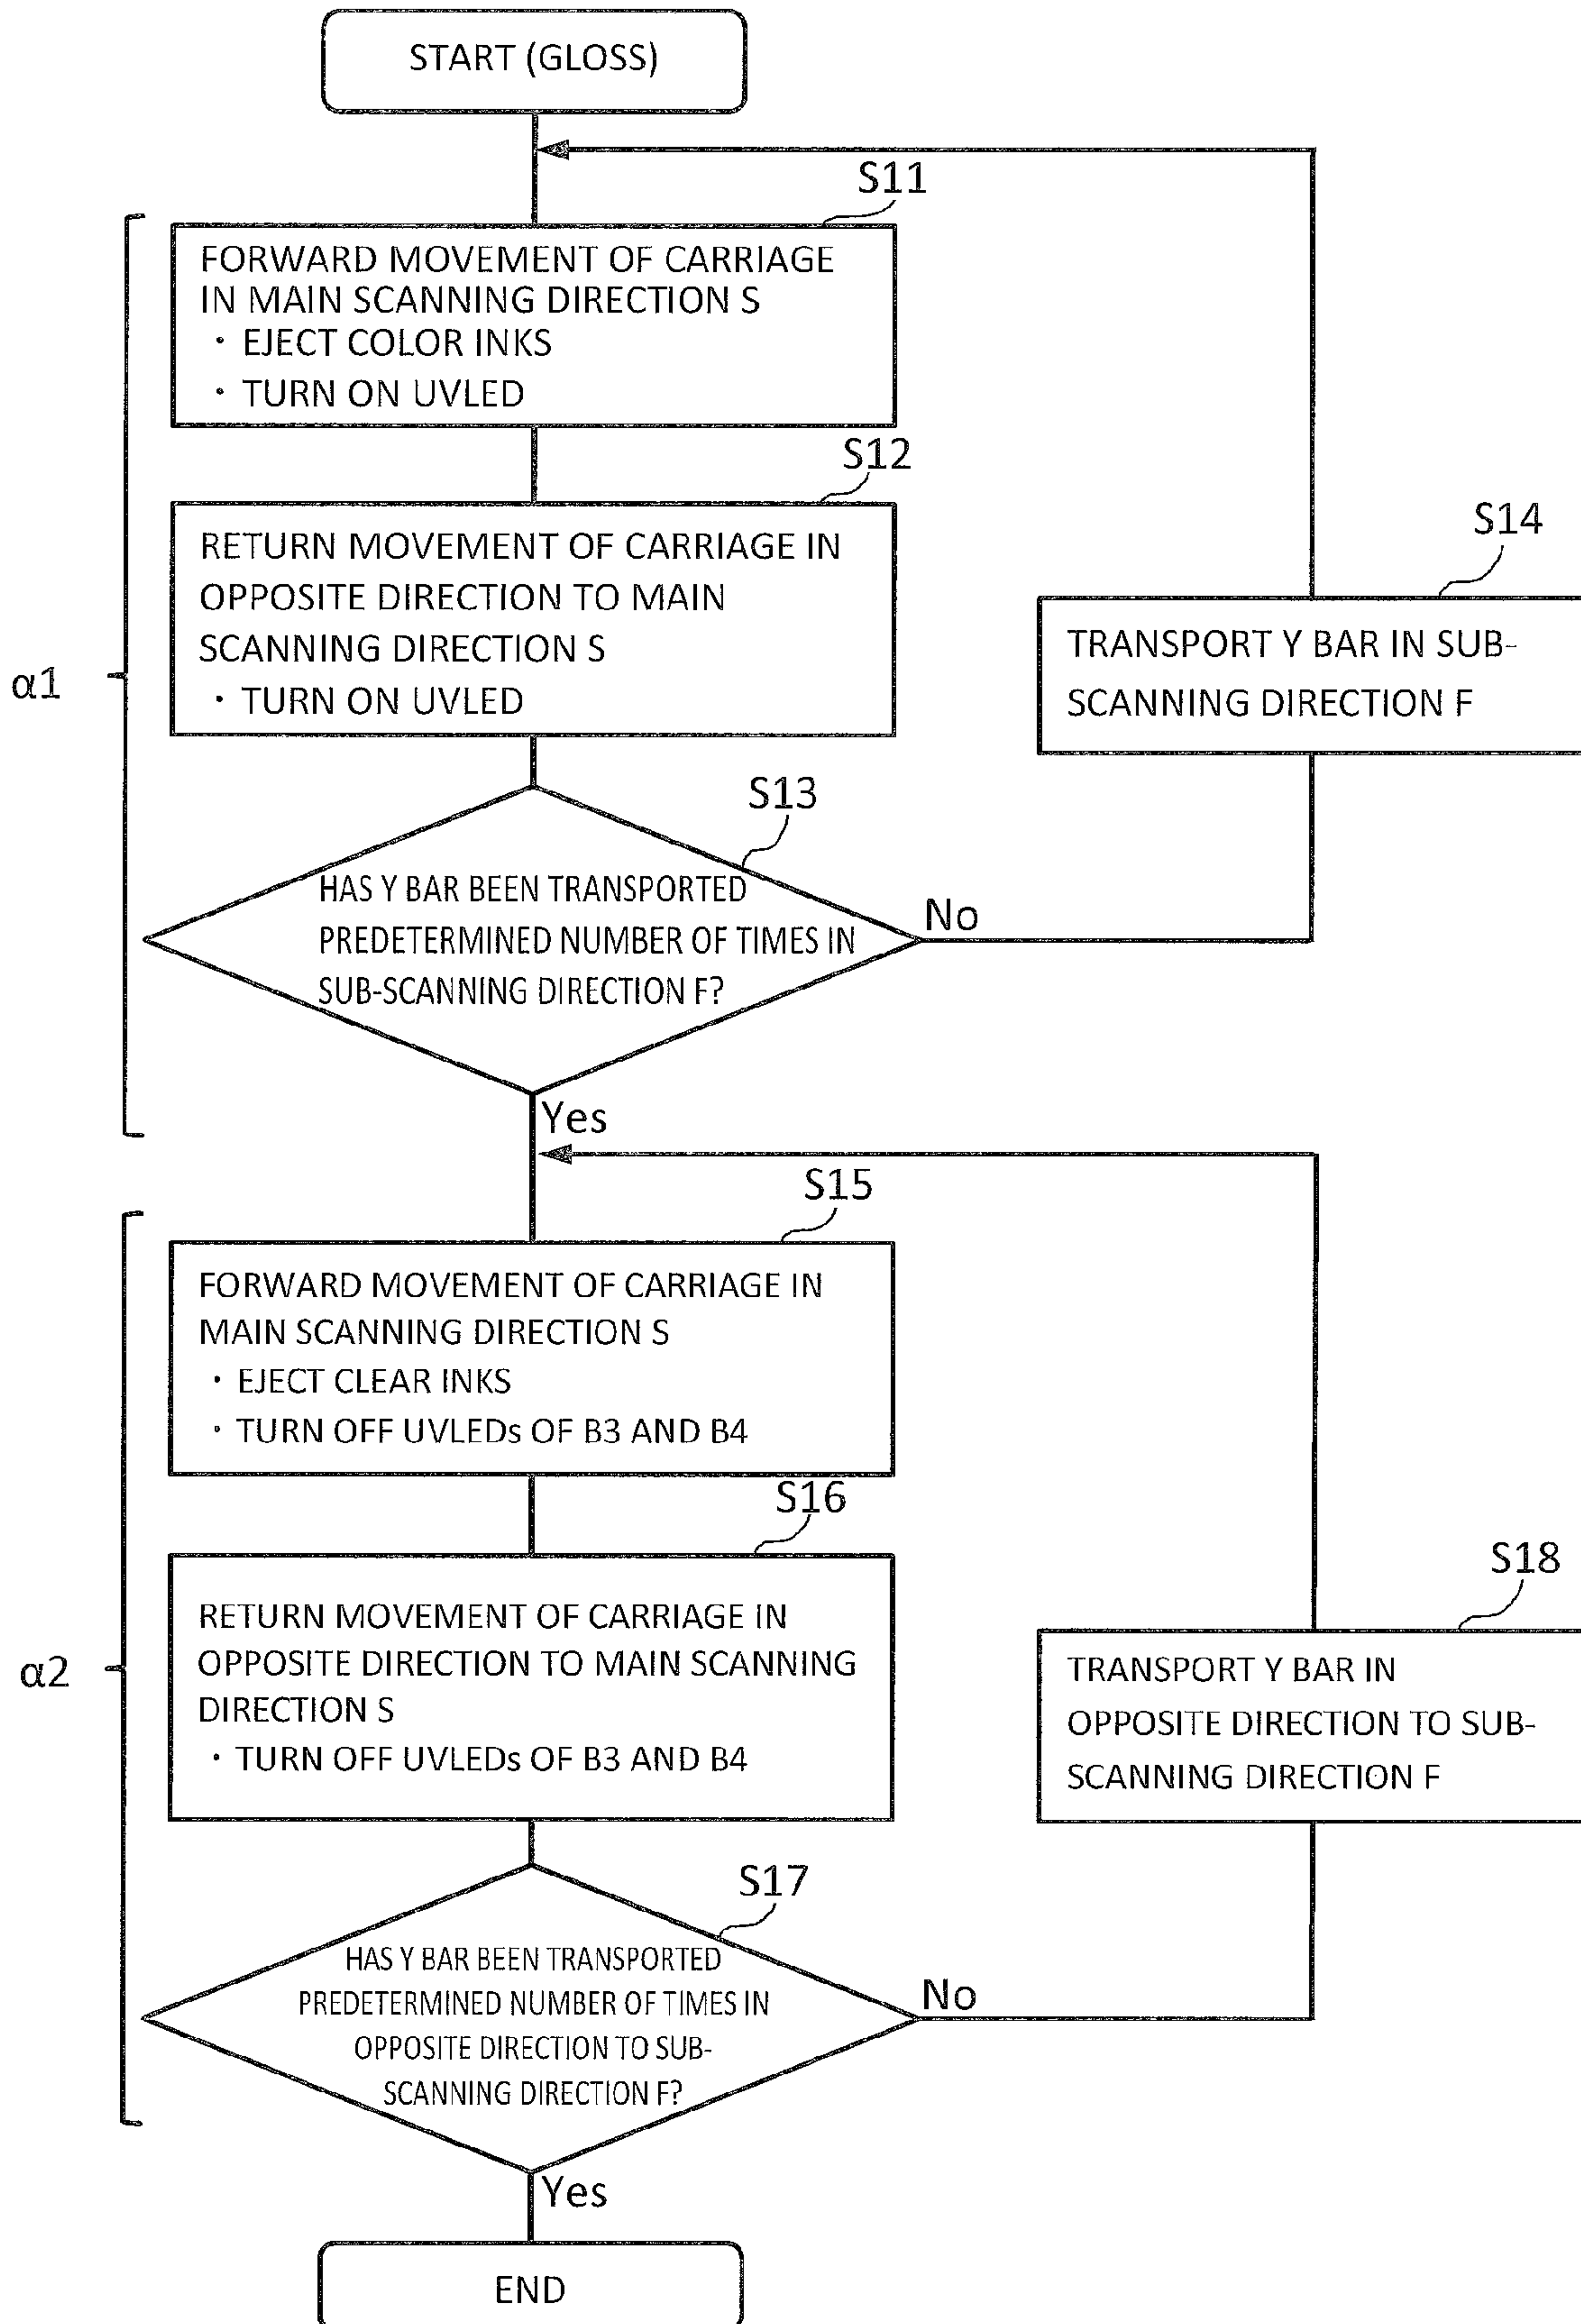 START (GLOSS)
S11
FORWARD MOVEMENT OF CARRIAGE
IN MAIN SCANNING DIRECTION S
・EJECT COLOR INKS
・TURN ON UVLED
S12
RETURN MOVEMENT OF CARRIAGE IN
OPPOSITE DIRECTION TO MAIN
SCANNING DIRECTION S
・TURN ON UVLED
S14
TRANSPORT Y BAR IN SUB-
SCANNING DIRECTION F
α1
S13
HAS Y BAR BEEN TRANSPORTED
PREDETERMINED NUMBER OF TIMES IN
SUB-SCANNING DIRECTION F?
No
Yes
S15
FORWARD MOVEMENT OF CARRIAGE IN
MAIN SCANNING DIRECTION S
・EJECT CLEAR INKS
・TURN OFF UVLEDs OF B3 AND B4
S16
RETURN MOVEMENT OF CARRIAGE IN
OPPOSITE DIRECTION TO MAIN SCANNING
DIRECTION S
・TURN OFF UVLEDs OF B3 AND B4
S18
TRANSPORT Y BAR IN
OPPOSITE DIRECTION TO SUB-
SCANNING DIRECTION F
α2
S17
HAS Y BAR BEEN TRANSPORTED
PREDETERMINED NUMBER OF TIMES IN
OPPOSITE DIRECTION TO SUB-
SCANNING DIRECTION F?
No
Yes
END